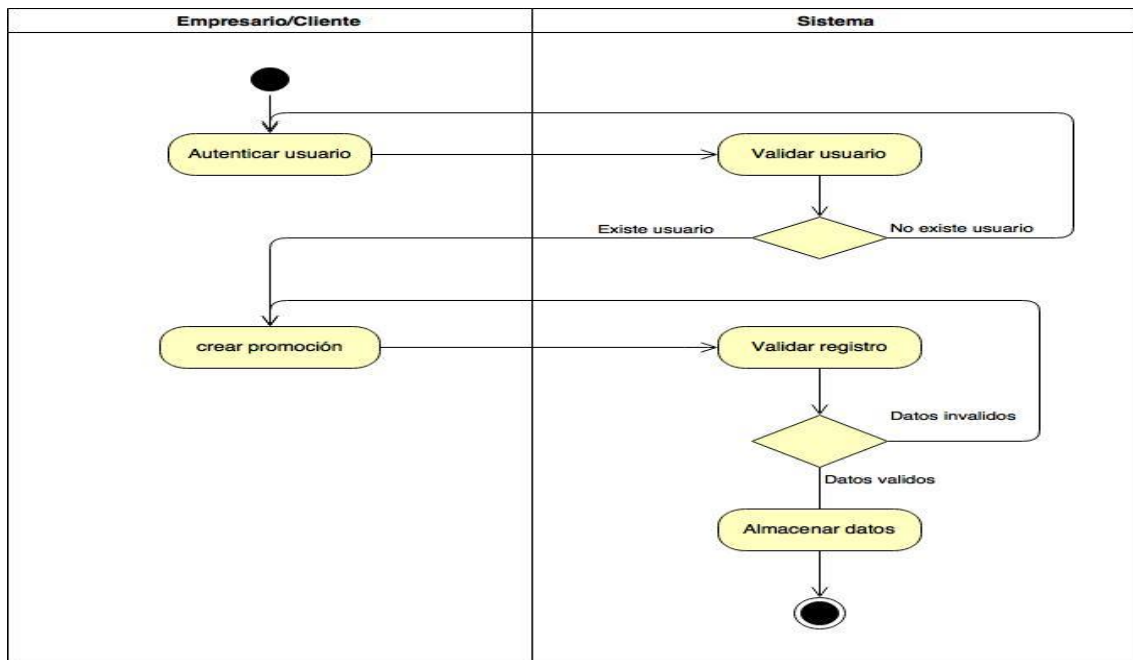 Empresario/Cliente
Sistema
Autenticar usuario
Validar usuario
Existe usuario
No existe usuario
crear promoción
Validar registro
Datos invalidos
Datos validos
Almacenar datos